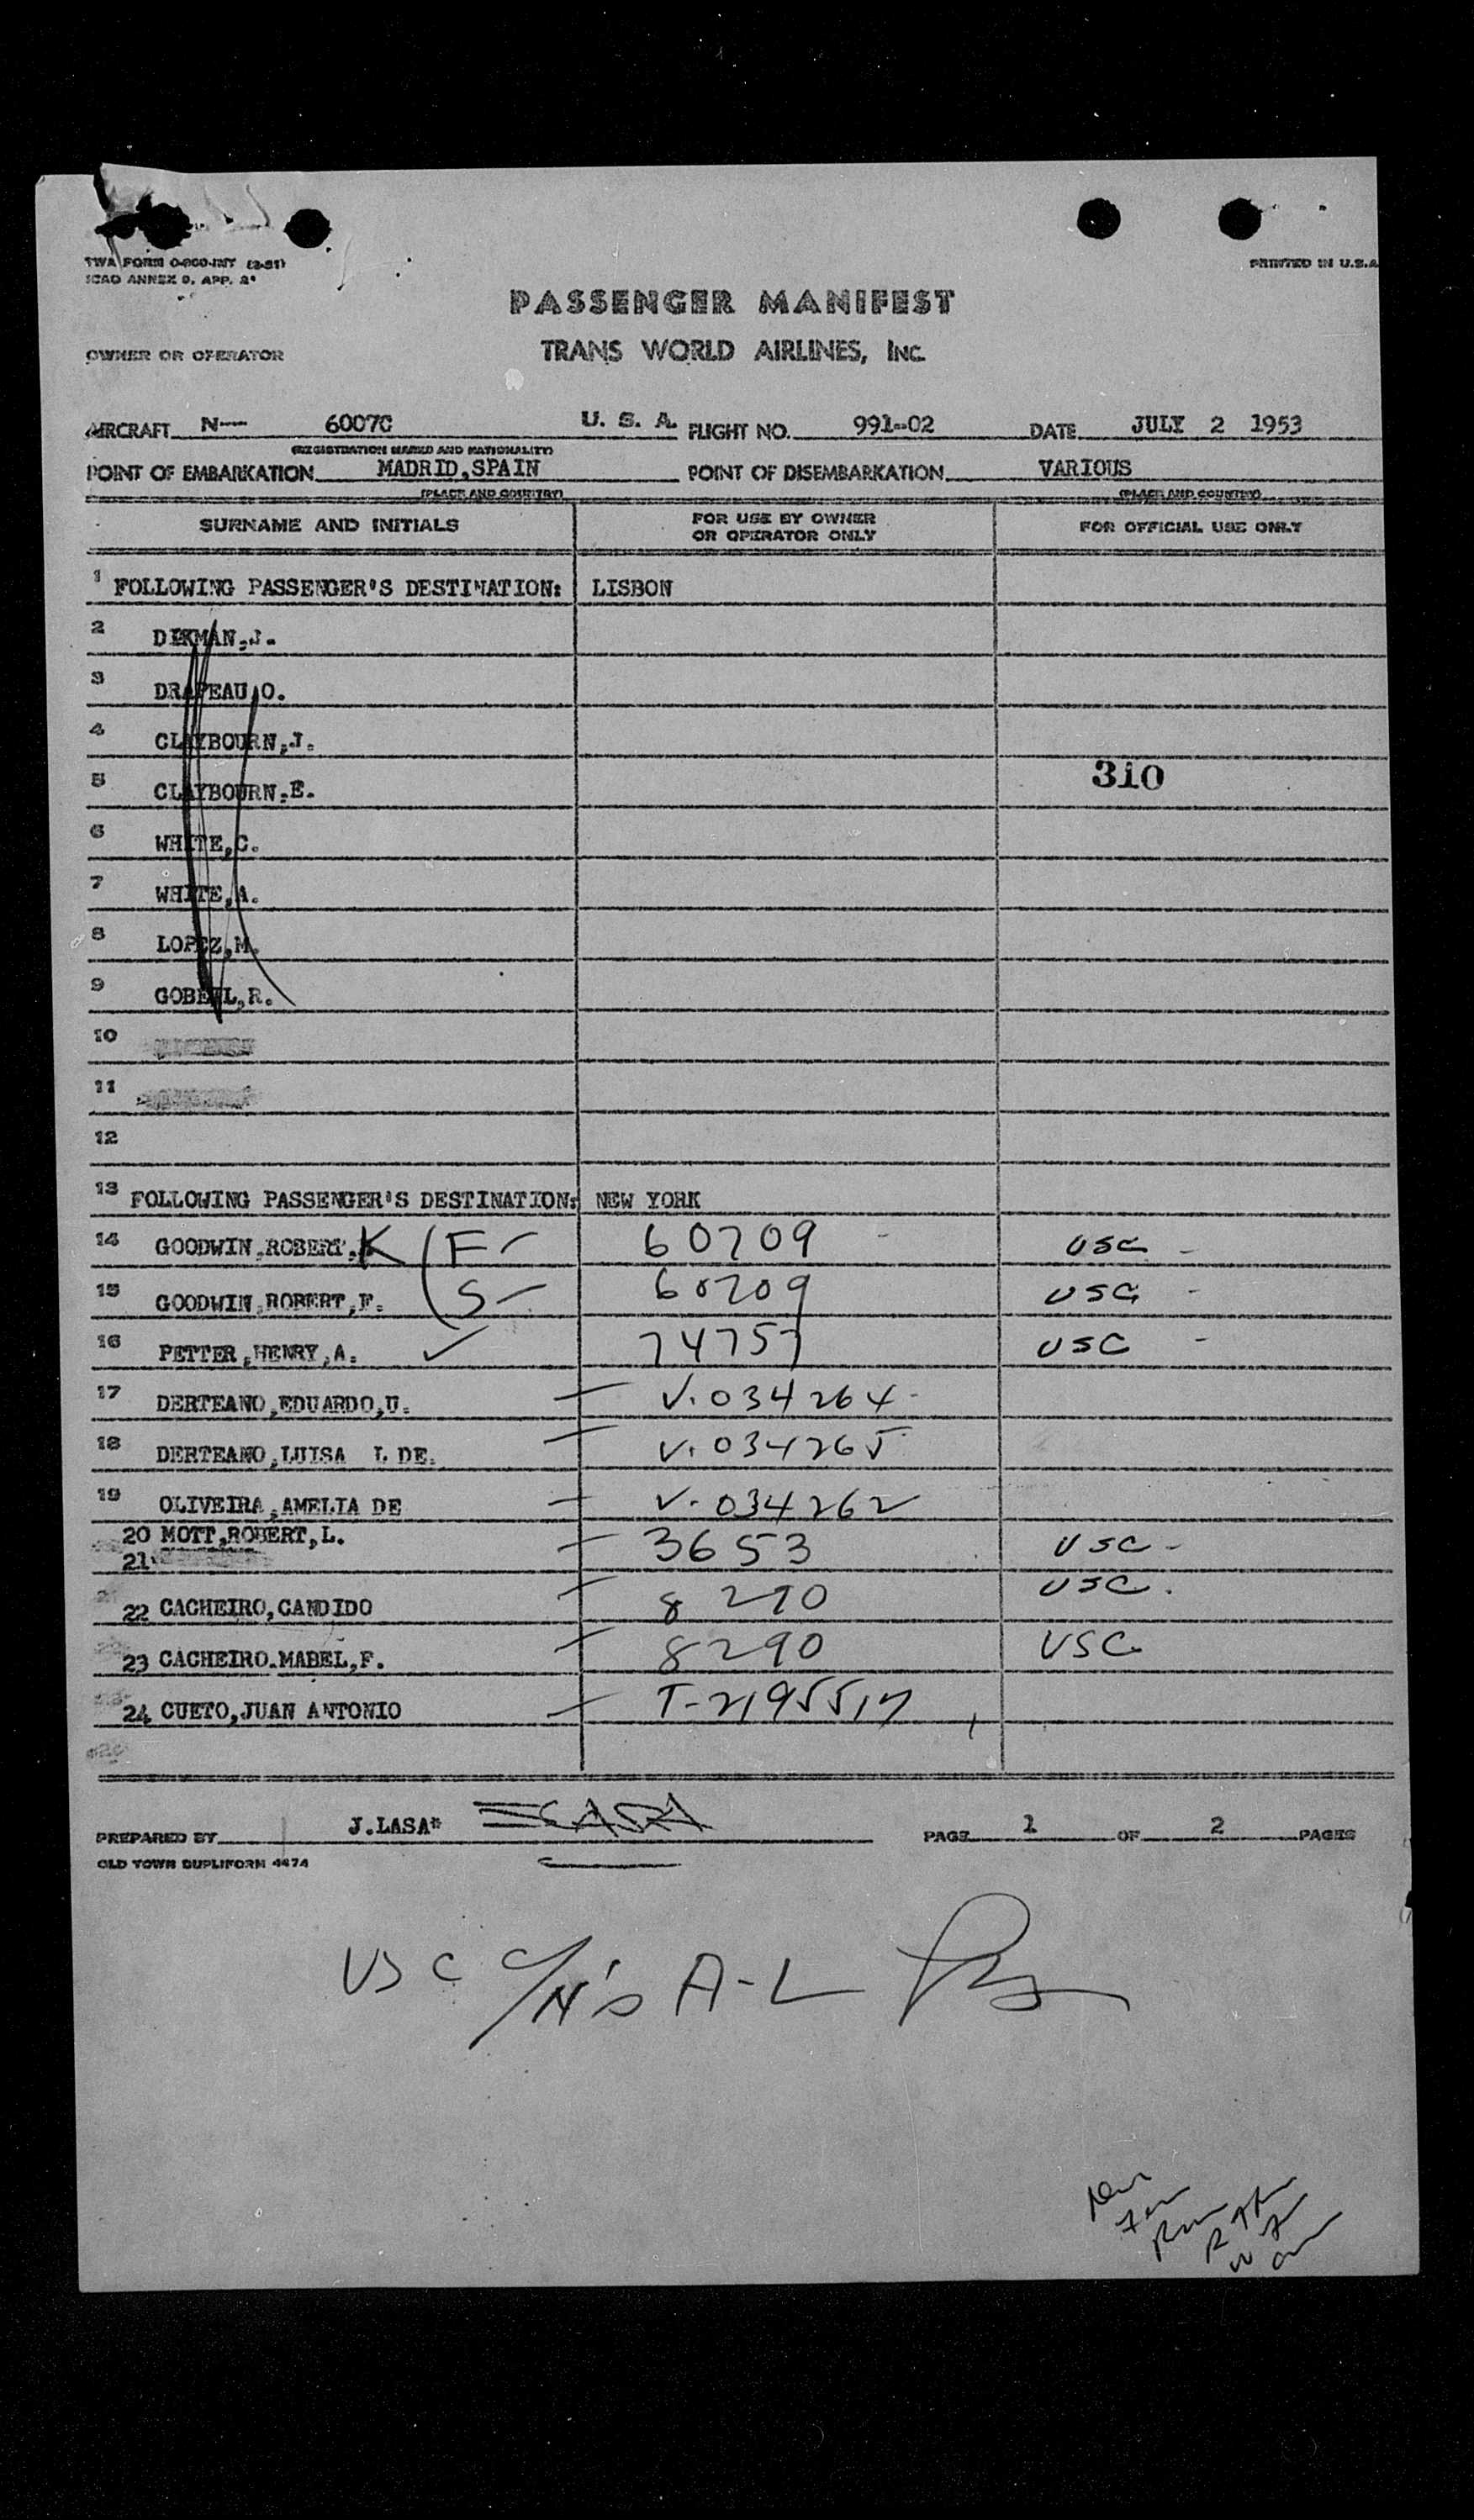 TWA FORM O-800-INT (3-51)
ICAO ANNEX 9, APP. 2
PRINTED IN U.S.A.
PASSENGER MANIFEST
OWNER OR OPERATOR TRANS WORLD AIRLINES, INC.
AIRCRAFT N--- 6007C U. S. A. FLIGHT NO. 991--02 DATE JULY 2 1953
(REGISTRATION MARKS AND NATIONALITY)
POINT OF EMBARKATION MADRID,SPAIN POINT OF DISEMBARKATION VARIOUS
(PLACE AND COUNTRY) (PLACE AND COUNTRY)
SURNAME AND INITIALS FOR USE BY OWNER OR OPERATOR ONLY FOR OFFICIAL USE ONLY
1 FOLLOWING PASSENGER'S DESTINATION: LISBON
2 DIKMAN,J.
3 DRAPEAU,O.
4 CLAYBOURN,J.
5 CLAYBOURN,E. 310
6 WHITE,C.
7 WHITE,A.
8 LOPEZ,M.
9 GOBEIL,R.
10
11
12
13 FOLLOWING PASSENGER'S DESTINATION: NEW YORK
14 GOODWIN,ROBERT,K (F- 60709 - USC -
15 GOODWIN,ROBERT,F. (S- 60709 USC -
16 PETTER,HENRY,A. ✓ 74757 USC -
17 DERTEANO,EDUARDO,U. - V.034264-
18 DERTEANO,LUISA L DE. - V.034265
19 OLIVEIRA,AMELIA DE - V-034262
20 MOTT,ROBERT,L. - 3653 USC -
21
22 CACHEIRO,CANDIDO - 8290 USC.
23 CACHEIRO.MABEL,F. - 8290 USC
24 CUETO,JUAN ANTONIO - T-2195517
PREPARED BY J.LASA PAGE 1 OF 2 PAGES
OLD TOWN DUPLIFORM 4474
USC C/N's A-L